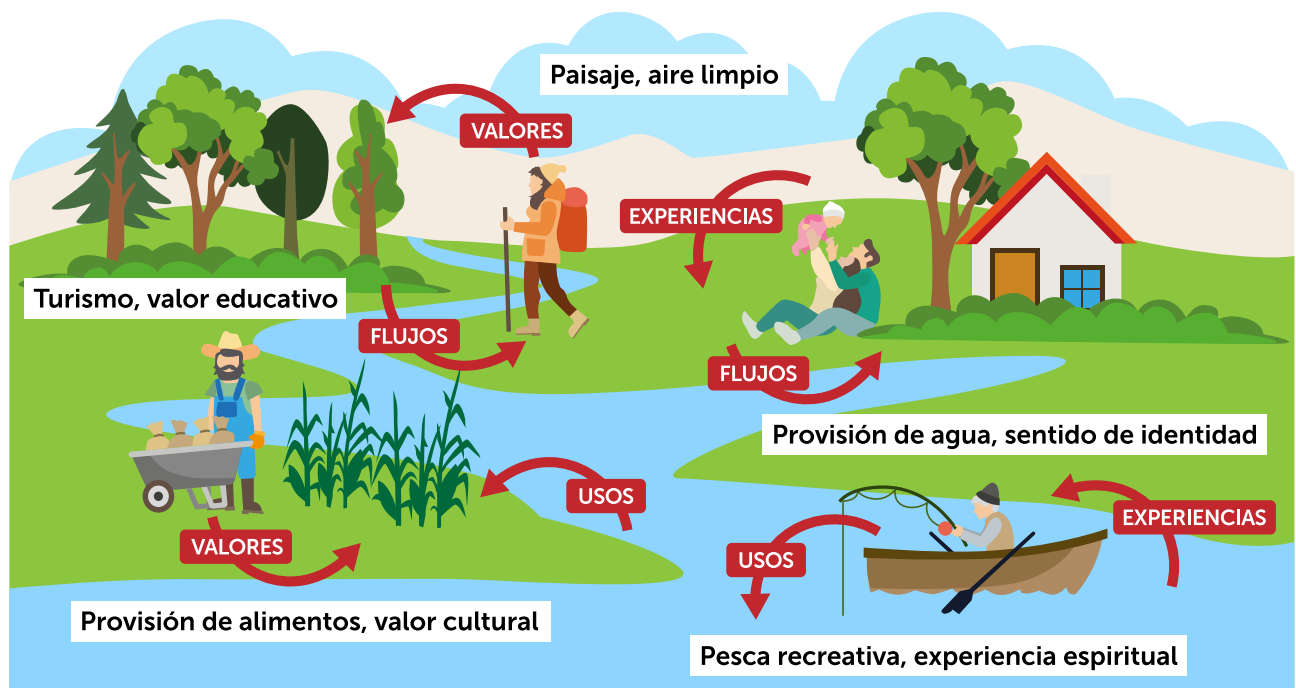 Paisaje, aire limpio
VALORES
EXPERIENCIAS
Turismo, valor educativo
FLUJOS
FLUJOS
Provisión de agua, sentido de identidad
USOS
EXPERIENCIAS
VALORES
USOS
Provisión de alimentos, valor cultural
Pesca recreativa, experiencia espiritual